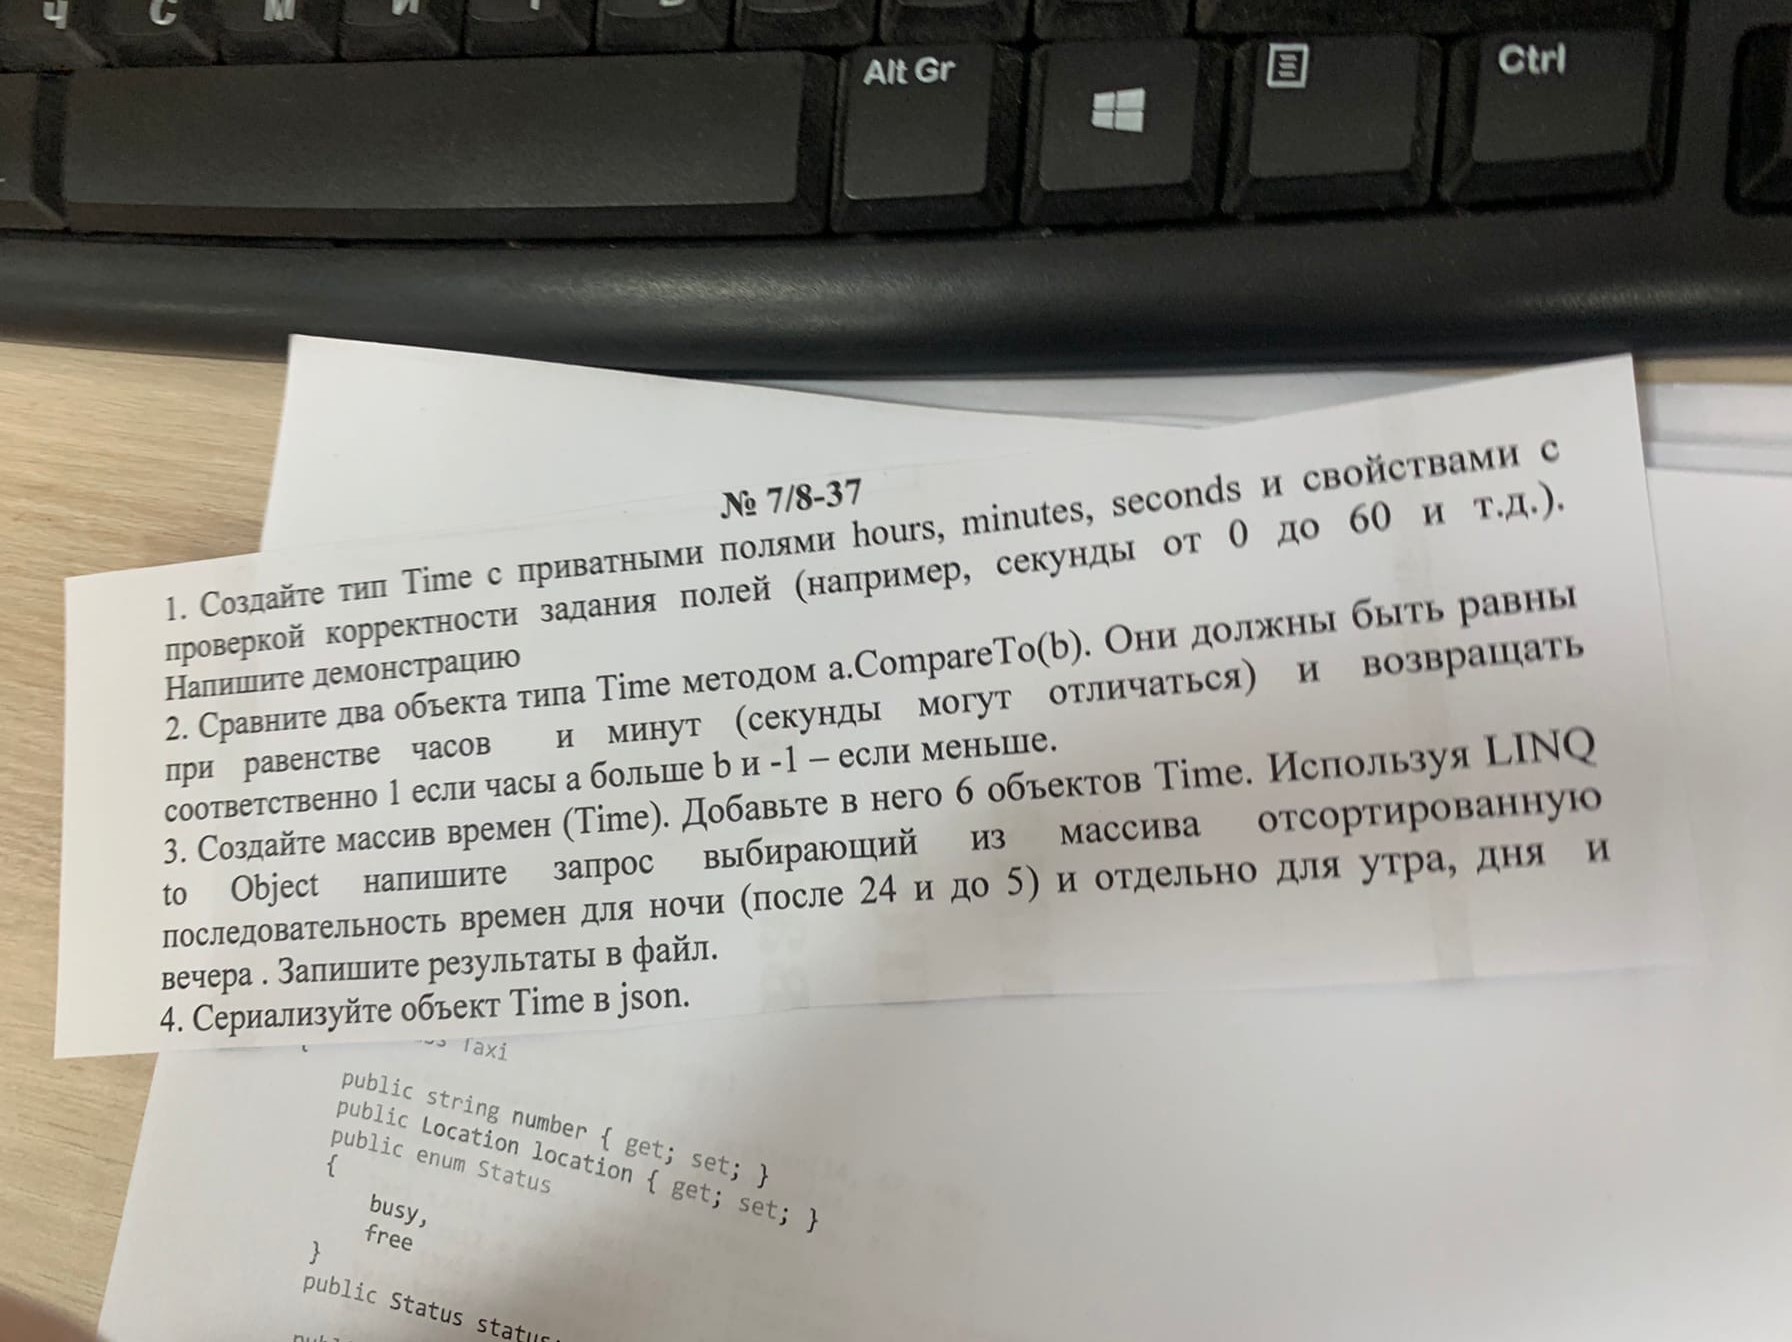 Ч С М И
Alt Gr
Ctrl
№ 7/8-37
1. Создайте тип Time с приватными полями hours, minutes, seconds и свойствами с
проверкой корректности задания полей (например, секунды от 0 до 60 и т.д.).
Напишите демонстрацию
2. Сравните два объекта типа Time методом a.CompareTo(b). Они должны быть равны
при равенстве часов и минут (секунды могут отличаться) и возвращать
соответственно 1 если часы a больше b и -1 – если меньше.
3. Создайте массив времен (Time). Добавьте в него 6 объектов Time. Используя LINQ
to Object напишите запрос выбирающий из массива отсортированную
последовательность времен для ночи (после 24 и до 5) и отдельно для утра, дня и
вечера . Запишите результаты в файл.
4. Сериализуйте объект Time в json.
Taxi
public string number { get; set; }
public Location location { get; set; }
public enum Status
{
busy,
free
}
public Status status;